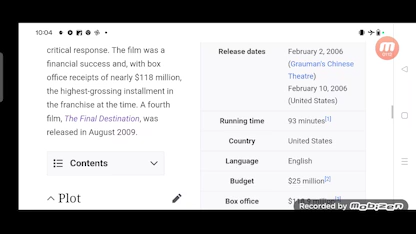 10:04
critical response. The film was a
financial success and, with box
office receipts of nearly $118 million,
the highest-grossing installment in
the franchise at the time. A fourth
film, The Final Destination, was
released in August 2009.
Contents
Plot
Release dates February 2, 2006
(Grauman's Chinese
Theatre)
February 10, 2006
(United States)
Running time 93 minutes[1]
Country United States
Language English
Budget $25 million[2]
Box office
Recorded by Mobizen